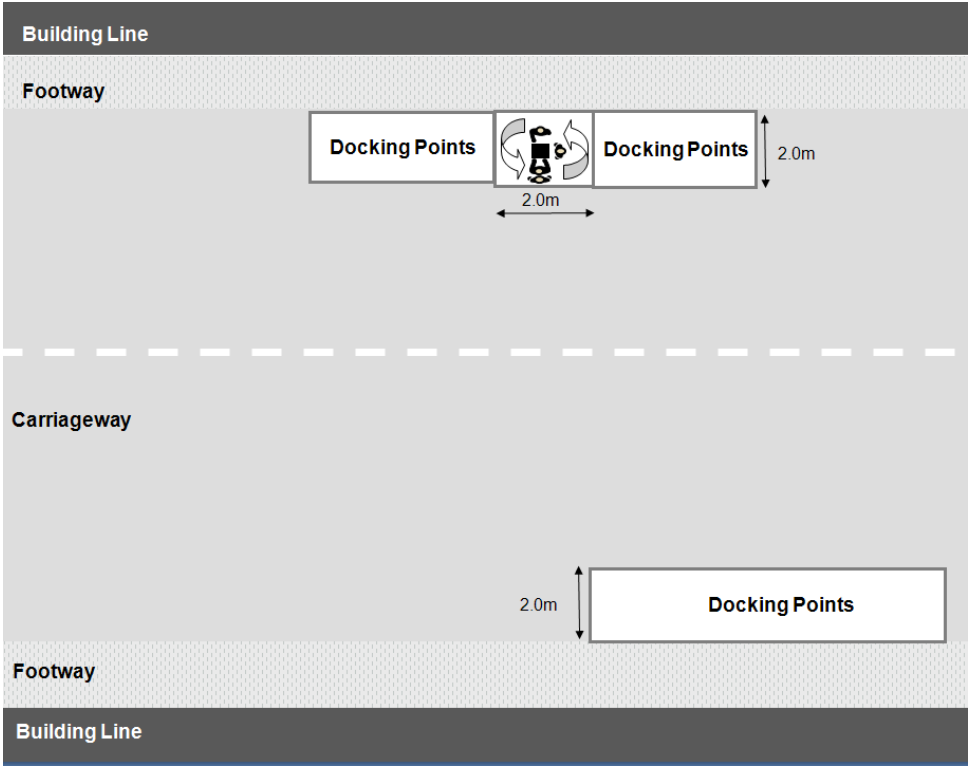 Building Line
Footway
Docking Points
Docking Points
2.0m
2.0m
Carriageway
2.0m
Docking Points
Footway
Building Line